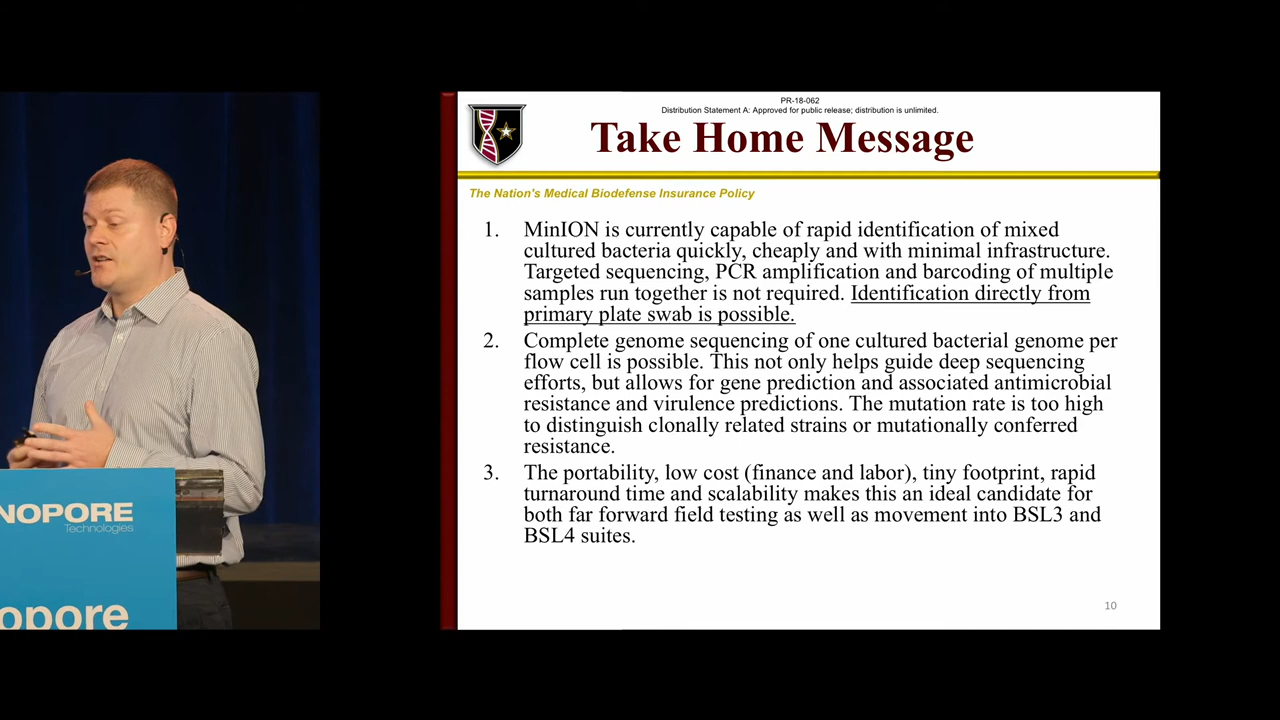 PR-18-062
Distribution Statement A: Approved for public release; distribution is unlimited.
Take Home Message
The Nation's Medical Biodefense Insurance Policy
1. MinION is currently capable of rapid identification of mixed
cultured bacteria quickly, cheaply and with minimal infrastructure.
Targeted sequencing, PCR amplification and barcoding of multiple
samples run together is not required. Identification directly from
primary plate swab is possible.
2. Complete genome sequencing of one cultured bacterial genome per
flow cell is possible. This not only helps guide deep sequencing
efforts, but allows for gene prediction and associated antimicrobial
resistance and virulence predictions. The mutation rate is too high
to distinguish clonally related strains or mutationally conferred
resistance.
3. The portability, low cost (finance and labor), tiny footprint, rapid
turnaround time and scalability makes this an ideal candidate for
both far forward field testing as well as movement into BSL3 and
BSL4 suites.
10
NOPORE
Technologies
opore